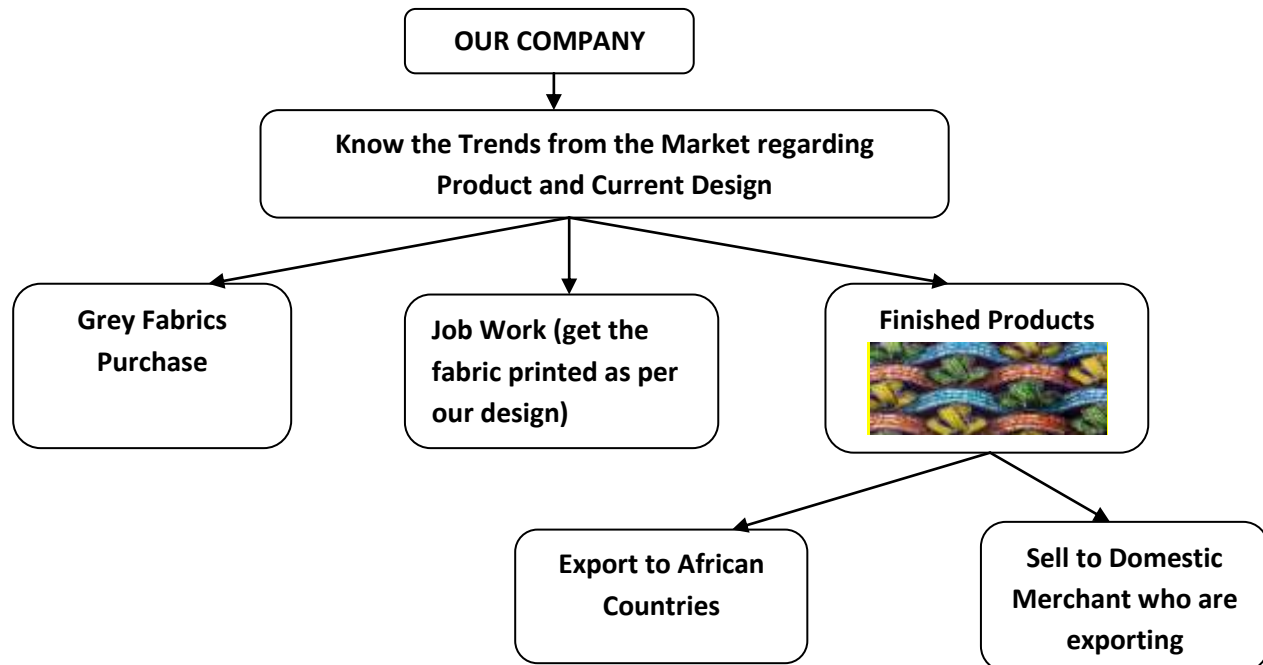 OUR COMPANY
Know the Trends from the Market regarding
Product and Current Design
Grey Fabrics
Purchase
Job Work (get the
fabric printed as per
our design)
Finished Products
Export to African
Countries
Sell to Domestic
Merchant who are
exporting